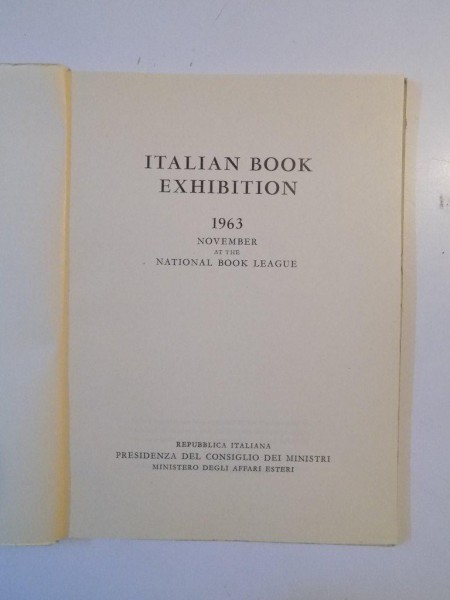 ITALIAN BOOK
EXHIBITION
1963
NOVEMBER
AT THE
NATIONAL BOOK LEAGUE
REPUBBLICA ITALIANA
PRESIDENZA DEL CONSIGLIO DEI MINISTRI
MINISTERO DEGLI AFFARI ESTERI